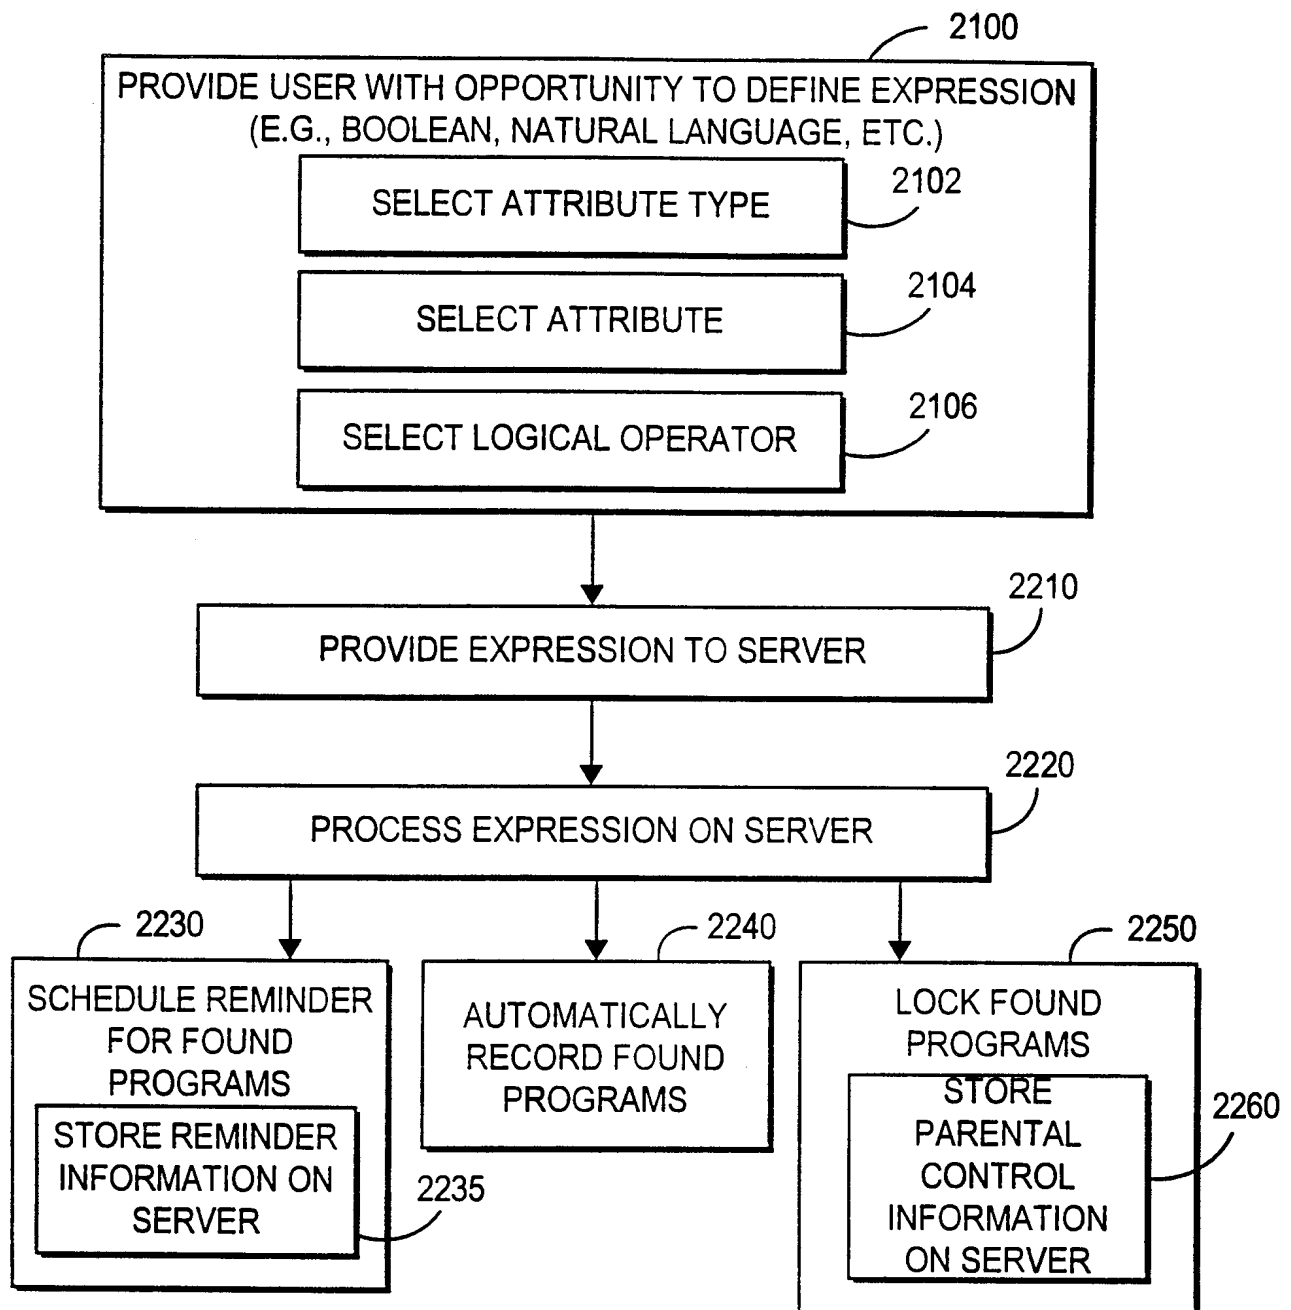 2100
PROVIDE USER WITH OPPORTUNITY TO DEFINE EXPRESSION
(E.G., BOOLEAN, NATURAL LANGUAGE, ETC.)
SELECT ATTRIBUTE TYPE
2102
SELECT ATTRIBUTE
2104
SELECT LOGICAL OPERATOR
2106
PROVIDE EXPRESSION TO SERVER
2210
PROCESS EXPRESSION ON SERVER
2220
2230
SCHEDULE REMINDER
FOR FOUND
PROGRAMS
STORE REMINDER
INFORMATION ON
SERVER
2235
2240
AUTOMATICALLY
RECORD FOUND
PROGRAMS
2250
LOCK FOUND
PROGRAMS
STORE
PARENTAL
CONTROL
INFORMATION
ON SERVER
2260